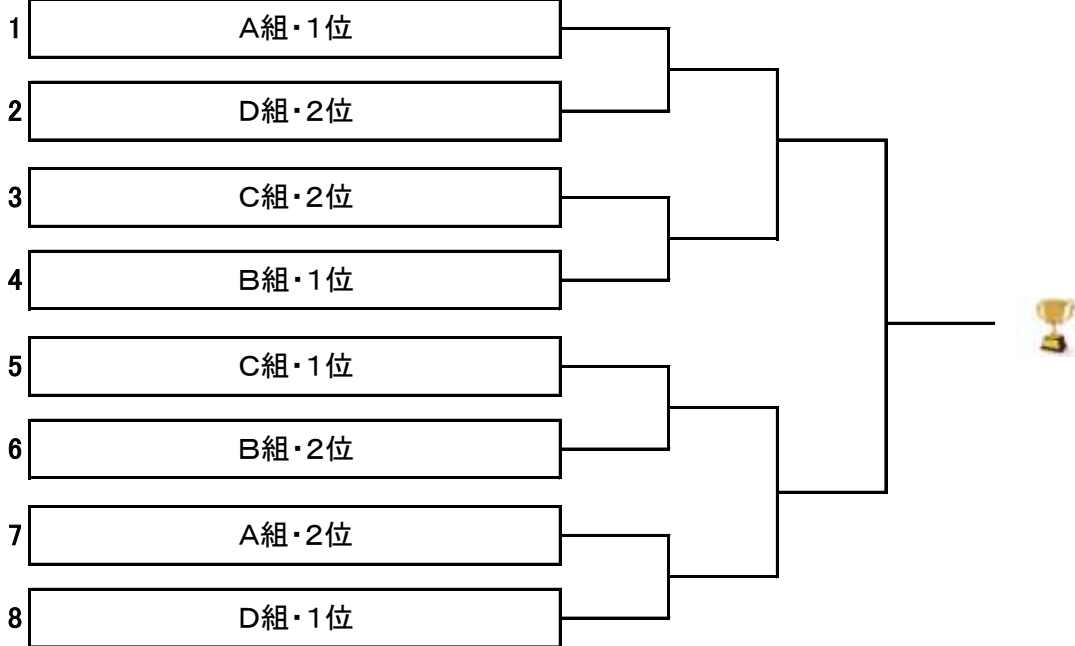 1 A組・1位
2 D組・2位
3 C組・2位
4 B組・1位
5 C組・1位
6 B組・2位
7 A組・2位
8 D組・1位